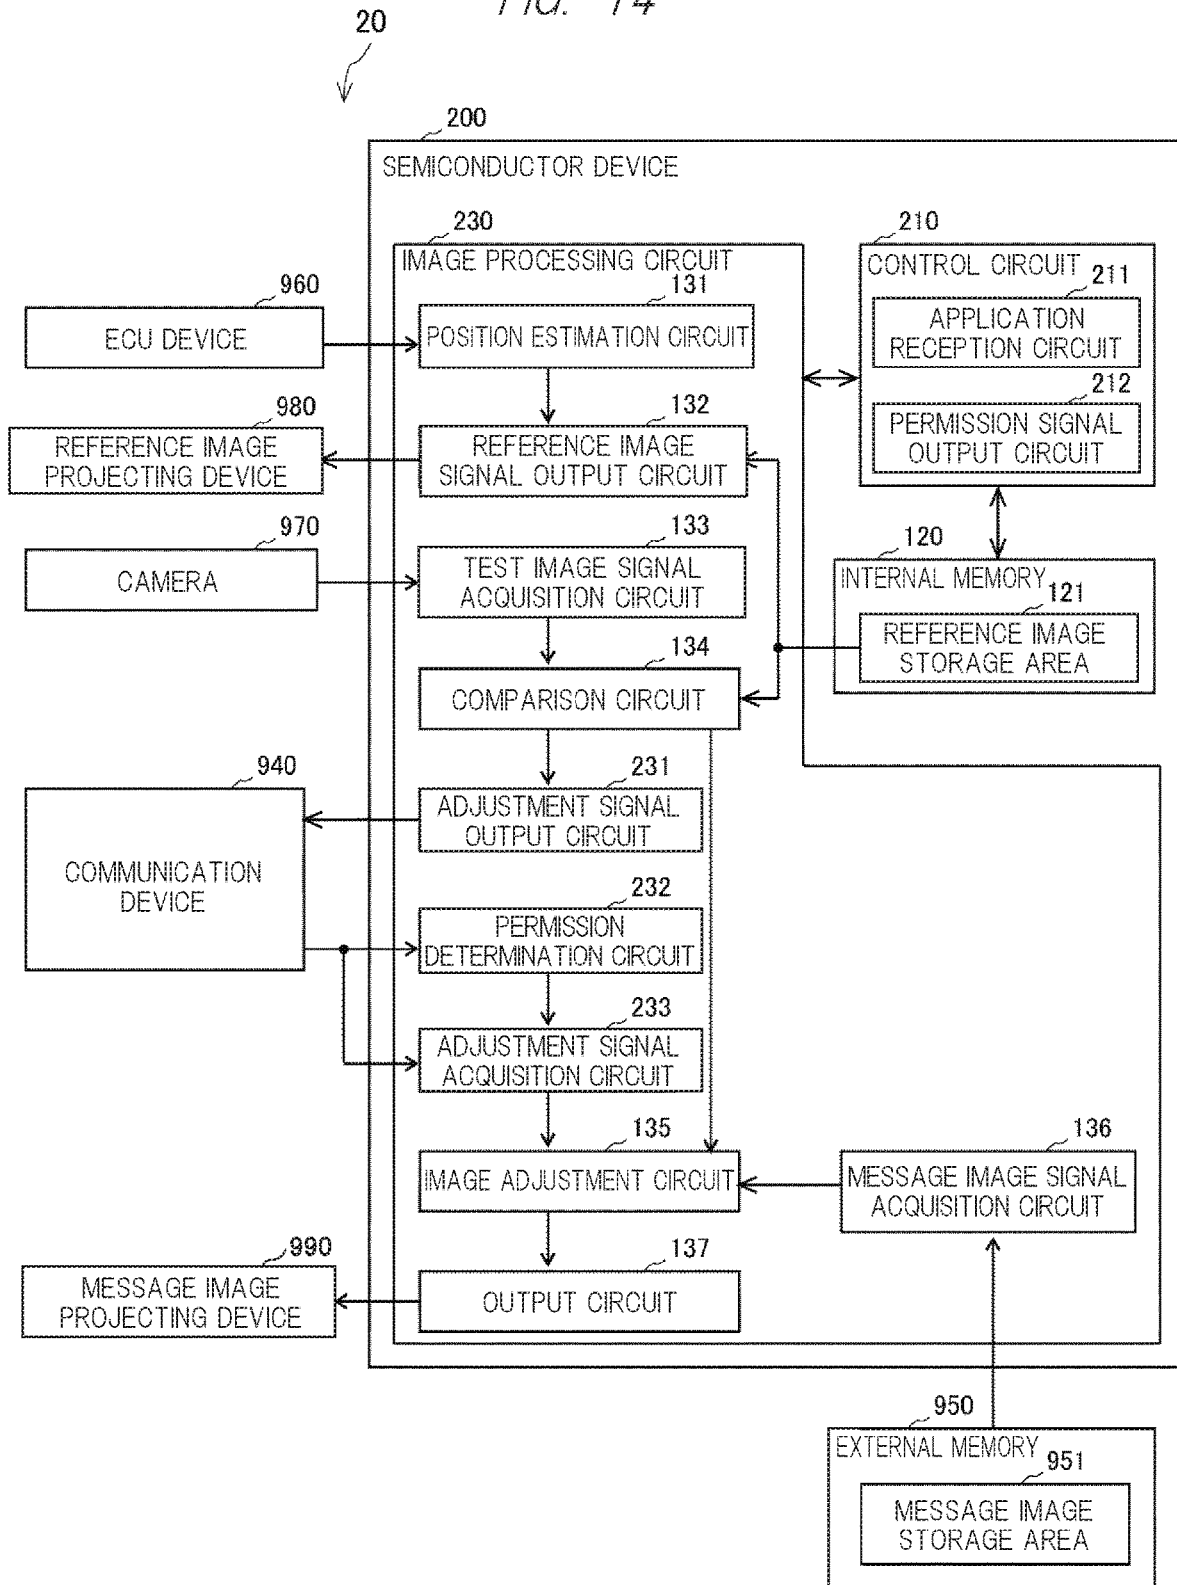 FIG. 14
20
200
SEMICONDUCTOR DEVICE
230
IMAGE PROCESSING CIRCUIT
210
CONTROL CIRCUIT
211
APPLICATION
RECEPTION CIRCUIT
212
PERMISSION SIGNAL
OUTPUT CIRCUIT
960
ECU DEVICE
131
POSITION ESTIMATION CIRCUIT
980
REFERENCE IMAGE
PROJECTING DEVICE
132
REFERENCE IMAGE
SIGNAL OUTPUT CIRCUIT
970
CAMERA
133
TEST IMAGE SIGNAL
ACQUISITION CIRCUIT
120
INTERNAL MEMORY
121
REFERENCE IMAGE
STORAGE AREA
134
COMPARISON CIRCUIT
940
COMMUNICATION
DEVICE
231
ADJUSTMENT SIGNAL
OUTPUT CIRCUIT
232
PERMISSION
DETERMINATION CIRCUIT
233
ADJUSTMENT SIGNAL
ACQUISITION CIRCUIT
135
IMAGE ADJUSTMENT CIRCUIT
136
MESSAGE IMAGE SIGNAL
ACQUISITION CIRCUIT
990
MESSAGE IMAGE
PROJECTING DEVICE
137
OUTPUT CIRCUIT
950
EXTERNAL MEMORY
951
MESSAGE IMAGE
STORAGE AREA